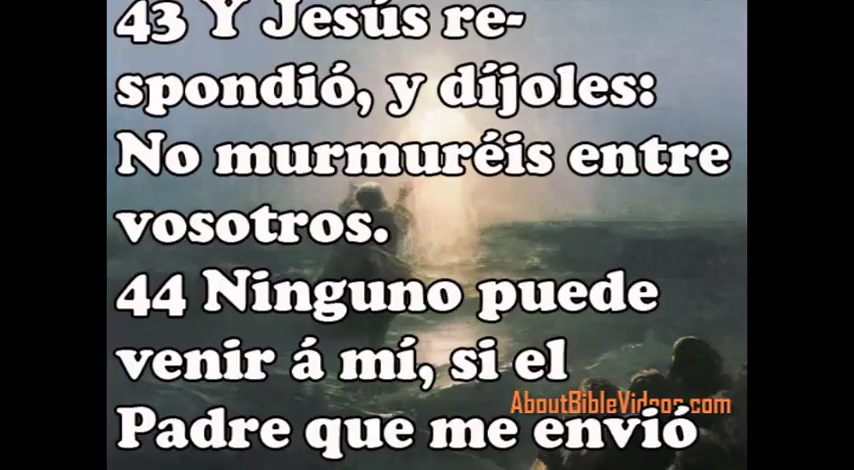 43 Y Jesús re-
spondió, y díjoles:
No murmuréis entre
vosotros.
44 Ninguno puede
venir á mí, si el
AboutBibleVideos.com
Padre que me envió